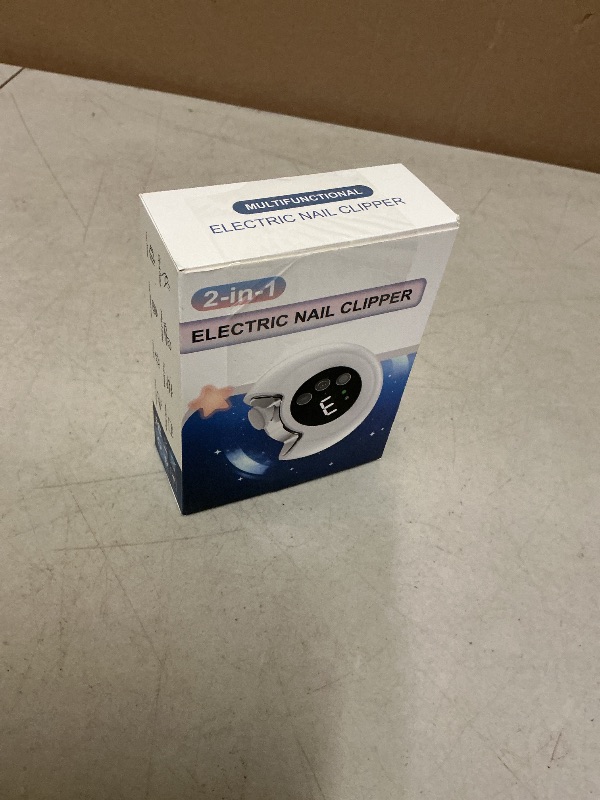 MULTIFUNCTIONAL
ELECTRIC NAIL CLIPPER
2-in-1
ELECTRIC NAIL CLIPPER